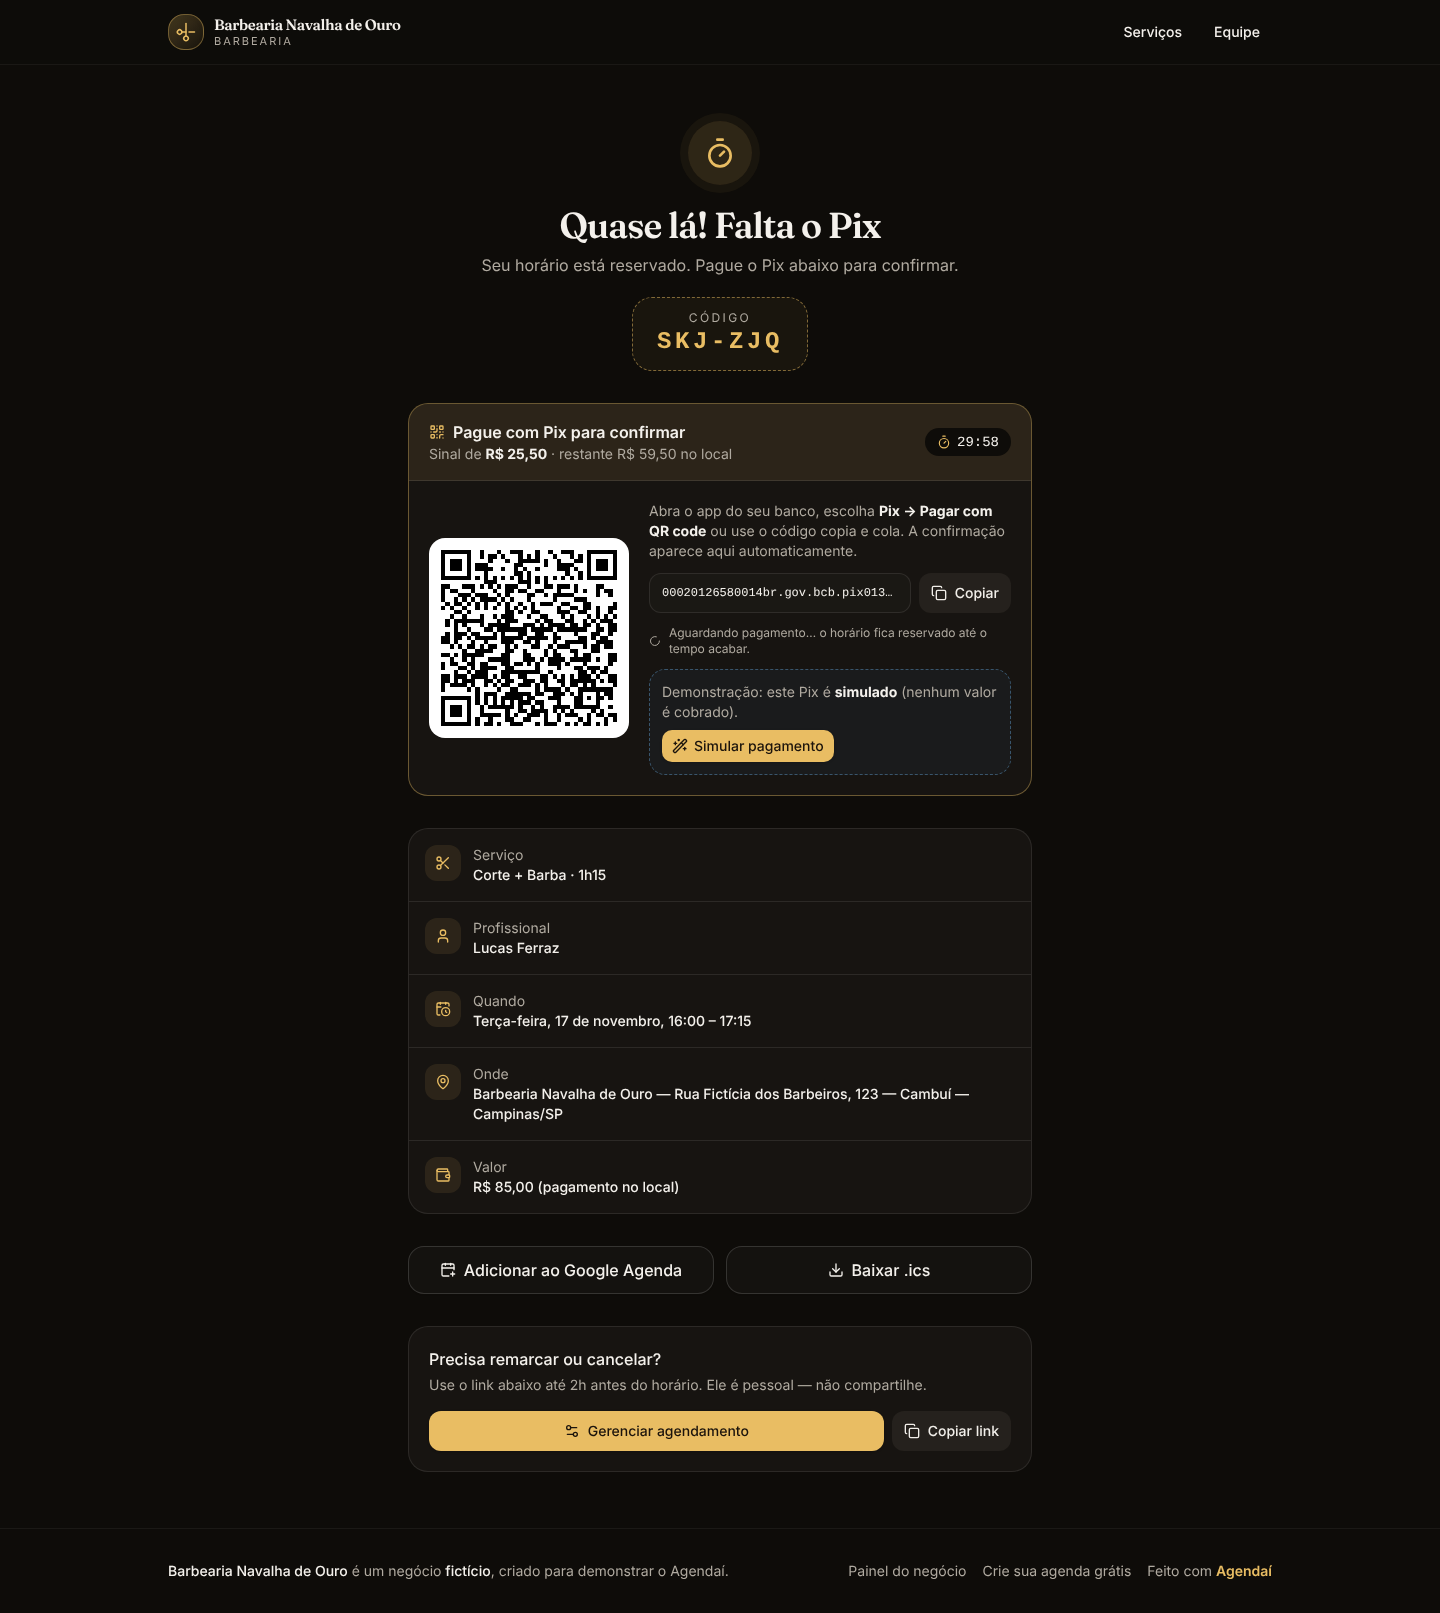 Barbearia Navalha de Ouro
BARBEARIA
Serviços
Equipe
Quase lá! Falta o Pix
Seu horário está reservado. Pague o Pix abaixo para confirmar.
CÓDIGO
SKJ-ZJQ
Pague com Pix para confirmar
Sinal de R$ 25,50 · restante R$ 59,50 no local
29:58
Abra o app do seu banco, escolha Pix → Pagar com
QR code ou use o código copia e cola. A confirmação
aparece aqui automaticamente.
00020126580014br.gov.bcb.pix013…
Copiar
Aguardando pagamento… o horário fica reservado até o
tempo acabar.
Demonstração: este Pix é simulado (nenhum valor
é cobrado).
Simular pagamento
Serviço
Corte + Barba · 1h15
Profissional
Lucas Ferraz
Quando
Terça-feira, 17 de novembro, 16:00 – 17:15
Onde
Barbearia Navalha de Ouro — Rua Fictícia dos Barbeiros, 123 — Cambuí —
Campinas/SP
Valor
R$ 85,00 (pagamento no local)
Adicionar ao Google Agenda
Baixar .ics
Precisa remarcar ou cancelar?
Use o link abaixo até 2h antes do horário. Ele é pessoal — não compartilhe.
Gerenciar agendamento
Copiar link
Barbearia Navalha de Ouro é um negócio fictício, criado para demonstrar o Agendaí.
Painel do negócio
Crie sua agenda grátis
Feito com Agendaí